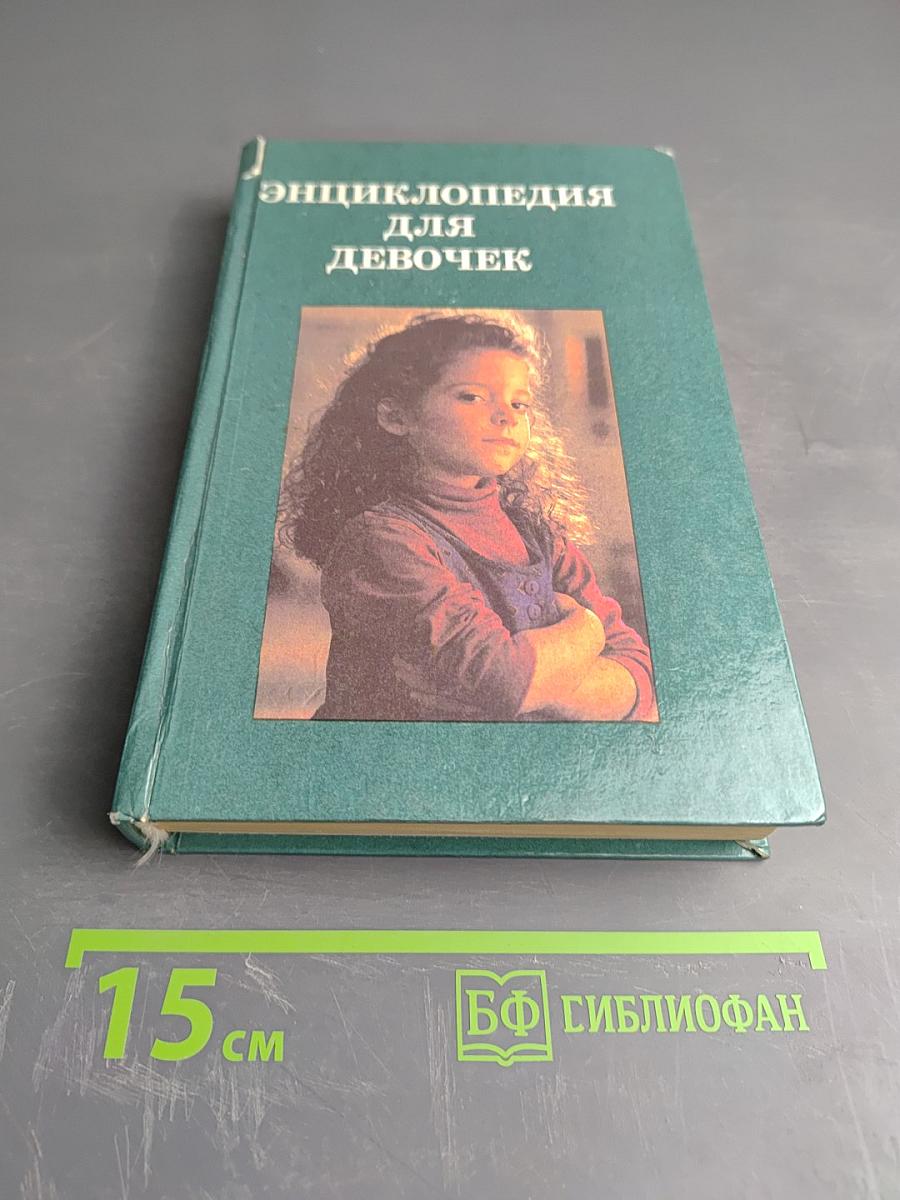 ЭНЦИКЛОПЕДИЯ
ДЛЯ
ДЕВОЧЕК
15 см
БФ БИБЛИОФАН